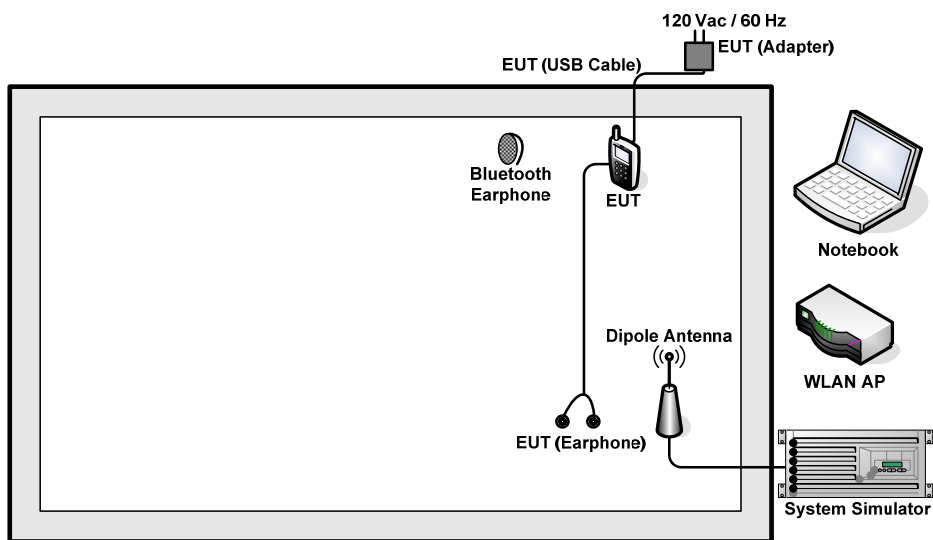 120 Vac / 60 Hz
EUT (Adapter)
EUT (USB Cable)
Bluetooth
Earphone
EUT
Notebook
Dipole Antenna
WLAN AP
EUT (Earphone)
System Simulator